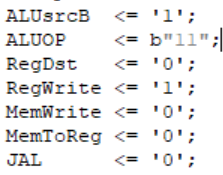 ALUsrcB <= '1';
ALUOP <= b"11";
RegDst <= '0';
RegWrite <= '1';
MemWrite <= '0';
MemToReg <= '0';
JAL <= '0';